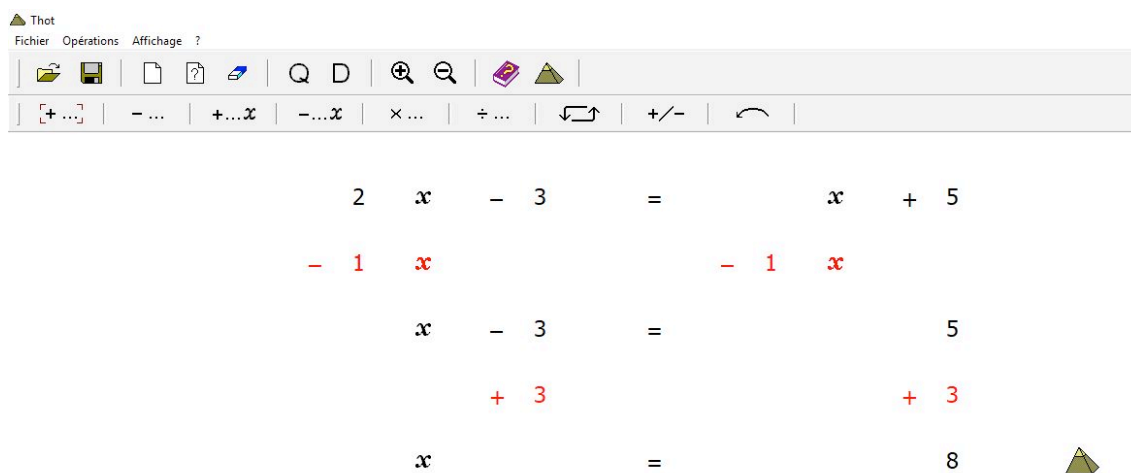 Thot
Fichier Opérations Affichage ?
? Q D ?
[+ ...] − ... +...x −...x × ... ÷ ... +/−
2 x − 3 = x + 5
− 1 x − 1 x
x − 3 = 5
+ 3 + 3
x = 8